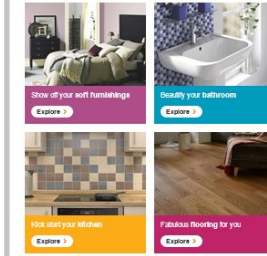 Show off your soft furnishings
Explore >
Beautify your bathroom
Explore >
Kick start your kitchen
Explore >
Fabulous flooring for you
Explore >